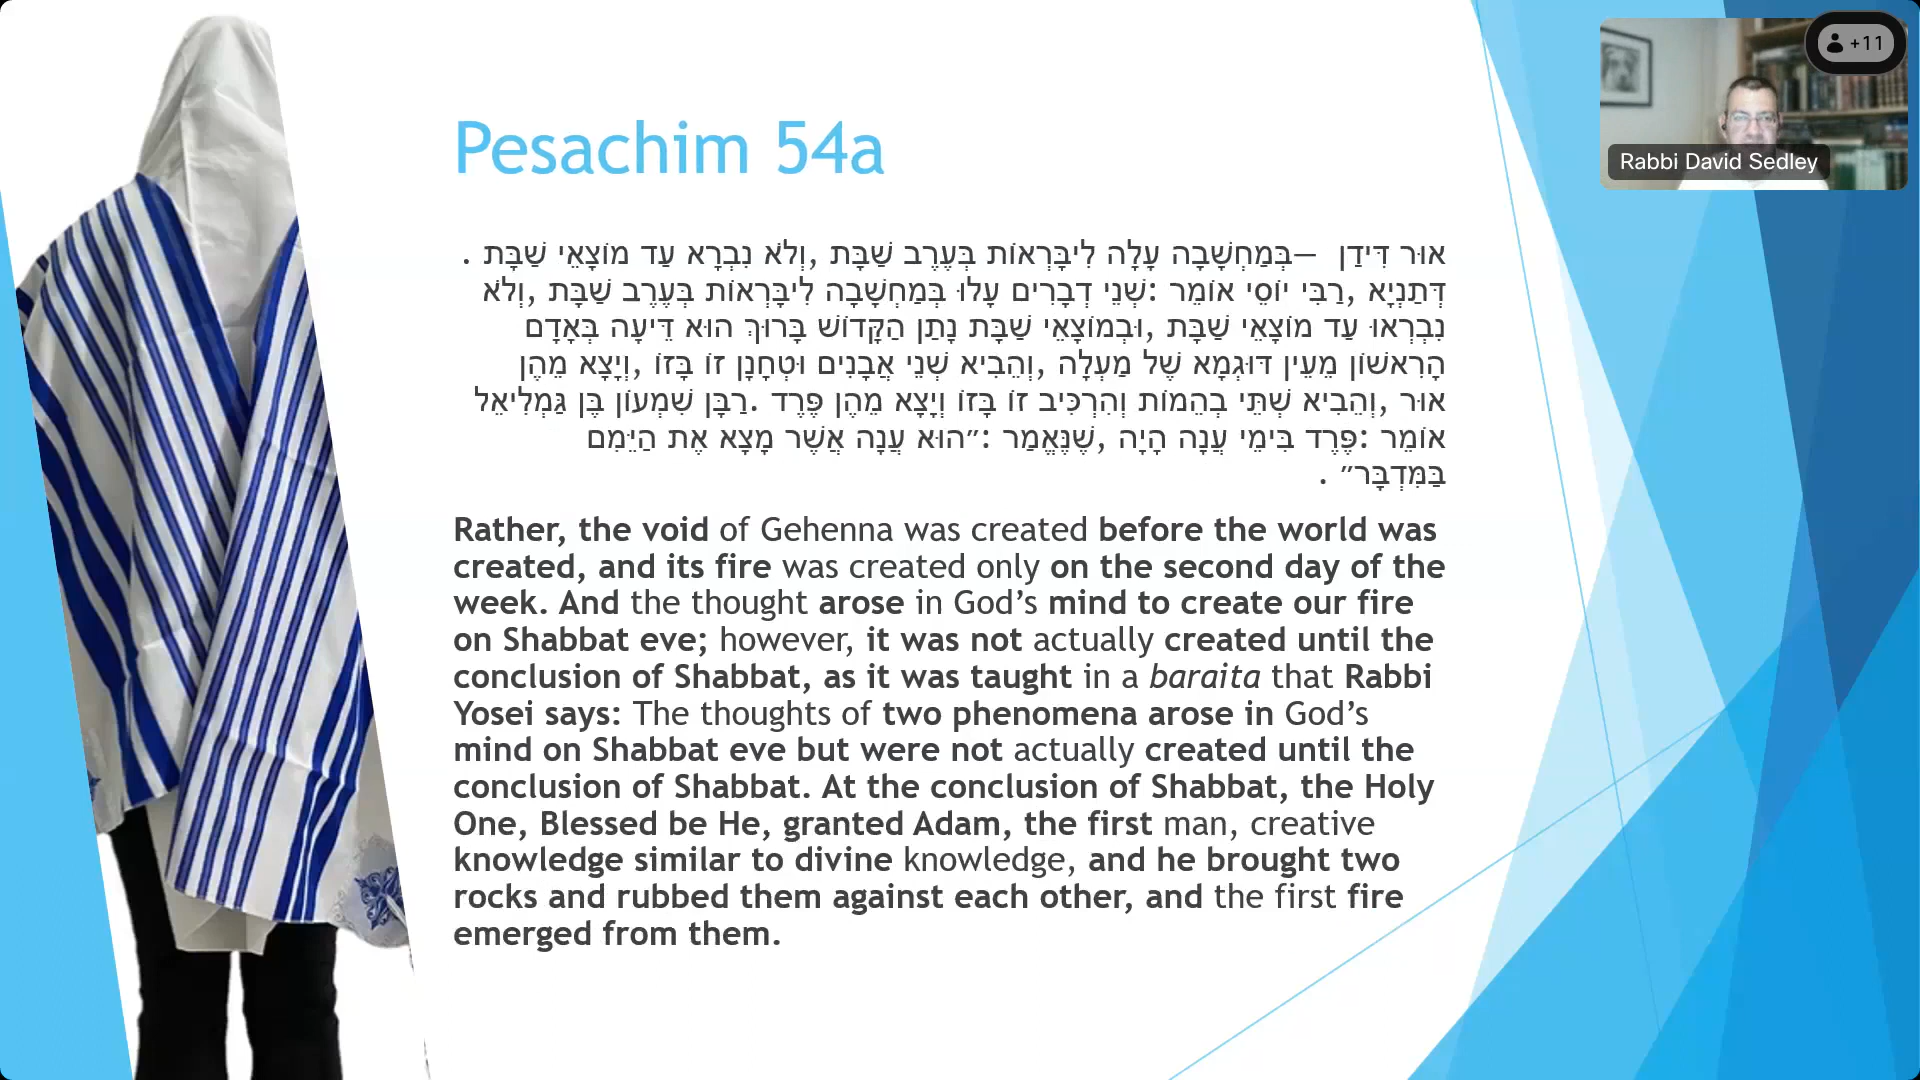 Pesachim 54a
אוּר דִּידַן —בְּמַחְשָׁבָה עָלָה לִיבָּרְאוֹת בְּעֶרֶב שַׁבָּת ,וְלֹא נִבְרָא עַד מוֹצָאֵי שַׁבָּת .
דְּתַנְיָא ,רַבִּי יוֹסֵי אוֹמֵר :שְׁנֵי דְבָרִים עָלוּ בְּמַחְשָׁבָה לִיבָּרְאוֹת בְּעֶרֶב שַׁבָּת ,וְלֹא
נִבְרְאוּ עַד מוֹצָאֵי שַׁבָּת ,וּבְמוֹצָאֵי שַׁבָּת נָתַן הַקָּדוֹשׁ בָּרוּךְ הוּא דֵּיעָה בְּאָדָם
הָרִאשׁוֹן מֵעֵין דּוּגְמָא שֶׁל מַעְלָה ,וְהֵבִיא שְׁנֵי אֲבָנִים וּטְחָנָן זוֹ בָּזוֹ ,וְיָצָא מֵהֶן
אוּר ,וְהֵבִיא שְׁתֵּי בְהֵמוֹת וְהִרְכִּיב זוֹ בָּזוֹ וְיָצָא מֵהֶן פֶּרֶד .רַבָּן שִׁמְעוֹן בֶּן גַּמְלִיאֵל
אוֹמֵר :פֶּרֶד בִּימֵי עֲנָה הָיָה ,שֶׁנֶּאֱמַר :״הוּא עֲנָה אֲשֶׁר מָצָא אֶת הַיֵּמִם
בַּמִּדְבָּר״ .
Rather, the void of Gehenna was created before the world was
created, and its fire was created only on the second day of the
week. And the thought arose in God’s mind to create our fire
on Shabbat eve; however, it was not actually created until the
conclusion of Shabbat, as it was taught in a baraita that Rabbi
Yosei says: The thoughts of two phenomena arose in God’s
mind on Shabbat eve but were not actually created until the
conclusion of Shabbat. At the conclusion of Shabbat, the Holy
One, Blessed be He, granted Adam, the first man, creative
knowledge similar to divine knowledge, and he brought two
rocks and rubbed them against each other, and the first fire
emerged from them.
+11
Rabbi David Sedley